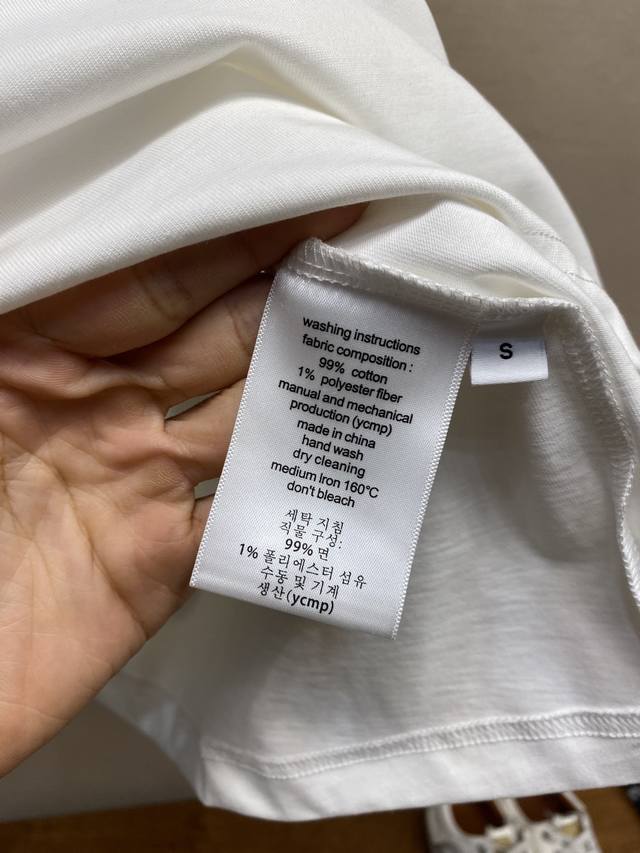 washing instructions
fabric composition :
99% cotton
1% polyester fiber
manual and mechanical
production (ycmp)
made in china
hand wash
dry cleaning
medium Iron 160℃
don't bleach
세탁 지침
직물 구성:
99% 면
1% 폴리에스터 섬유
수동 및 기계
생산(ycmp)
S